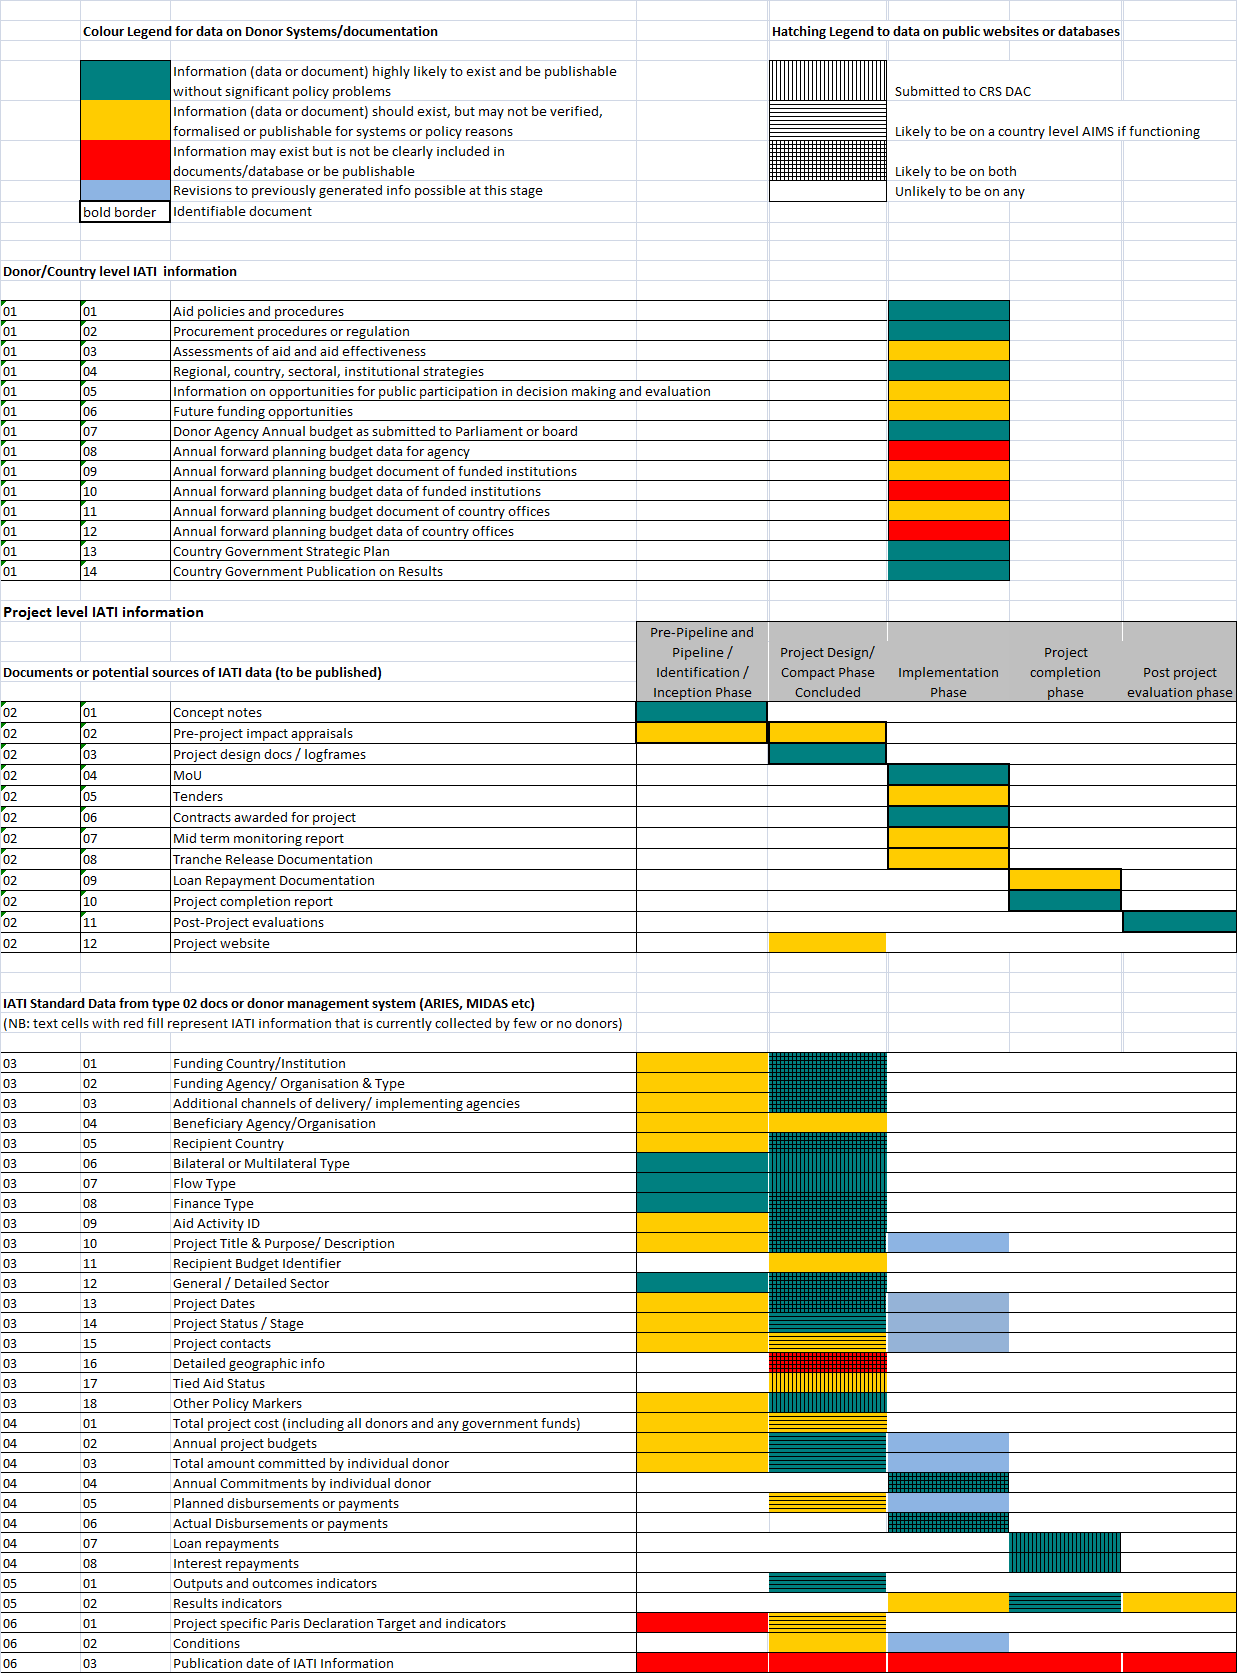 Colour Legend for data on Donor Systems/documentation
Hatching Legend to data on public websites or databases
Information (data or document) highly likely to exist and be publishable
without significant policy problems
Submitted to CRS DAC
Information (data or document) should exist, but may not be verified,
formalised or publishable for systems or policy reasons
Likely to be on a country level AIMS if functioning
Information may exist but is not be clearly included in
documents/database or be publishable
Likely to be on both
Revisions to previously generated info possible at this stage
Unlikely to be on any
bold border Identifiable document
Donor/Country level IATI information
01 01 Aid policies and procedures
01 02 Procurement procedures or regulation
01 03 Assessments of aid and aid effectiveness
01 04 Regional, country, sectoral, institutional strategies
01 05 Information on opportunities for public participation in decision making and evaluation
01 06 Future funding opportunities
01 07 Donor Agency Annual budget as submitted to Parliament or board
01 08 Annual forward planning budget data for agency
01 09 Annual forward planning budget document of funded institutions
01 10 Annual forward planning budget data of funded institutions
01 11 Annual forward planning budget document of country offices
01 12 Annual forward planning budget data of country offices
01 13 Country Government Strategic Plan
01 14 Country Government Publication on Results
Project level IATI information
Documents or potential sources of IATI data (to be published)
Pre-Pipeline and
Pipeline /
Identification /
Inception Phase
Project Design/
Compact Phase
Concluded
Implementation
Phase
Project
completion
phase
Post project
evaluation phase
02 01 Concept notes
02 02 Pre-project impact appraisals
02 03 Project design docs / logframes
02 04 MoU
02 05 Tenders
02 06 Contracts awarded for project
02 07 Mid term monitoring report
02 08 Tranche Release Documentation
02 09 Loan Repayment Documentation
02 10 Project completion report
02 11 Post-Project evaluations
02 12 Project website
IATI Standard Data from type 02 docs or donor management system (ARIES, MIDAS etc)
(NB: text cells with red fill represent IATI information that is currently collected by few or no donors)
03 01 Funding Country/Institution
03 02 Funding Agency/ Organisation & Type
03 03 Additional channels of delivery/ implementing agencies
03 04 Beneficiary Agency/Organisation
03 05 Recipient Country
03 06 Bilateral or Multilateral Type
03 07 Flow Type
03 08 Finance Type
03 09 Aid Activity ID
03 10 Project Title & Purpose/ Description
03 11 Recipient Budget Identifier
03 12 General / Detailed Sector
03 13 Project Dates
03 14 Project Status / Stage
03 15 Project contacts
03 16 Detailed geographic info
03 17 Tied Aid Status
03 18 Other Policy Markers
04 01 Total project cost (including all donors and any government funds)
04 02 Annual project budgets
04 03 Total amount committed by individual donor
04 04 Annual Commitments by individual donor
04 05 Planned disbursements or payments
04 06 Actual Disbursements or payments
04 07 Loan repayments
04 08 Interest repayments
05 01 Outputs and outcomes indicators
05 02 Results indicators
06 01 Project specific Paris Declaration Target and indicators
06 02 Conditions
06 03 Publication date of IATI Information